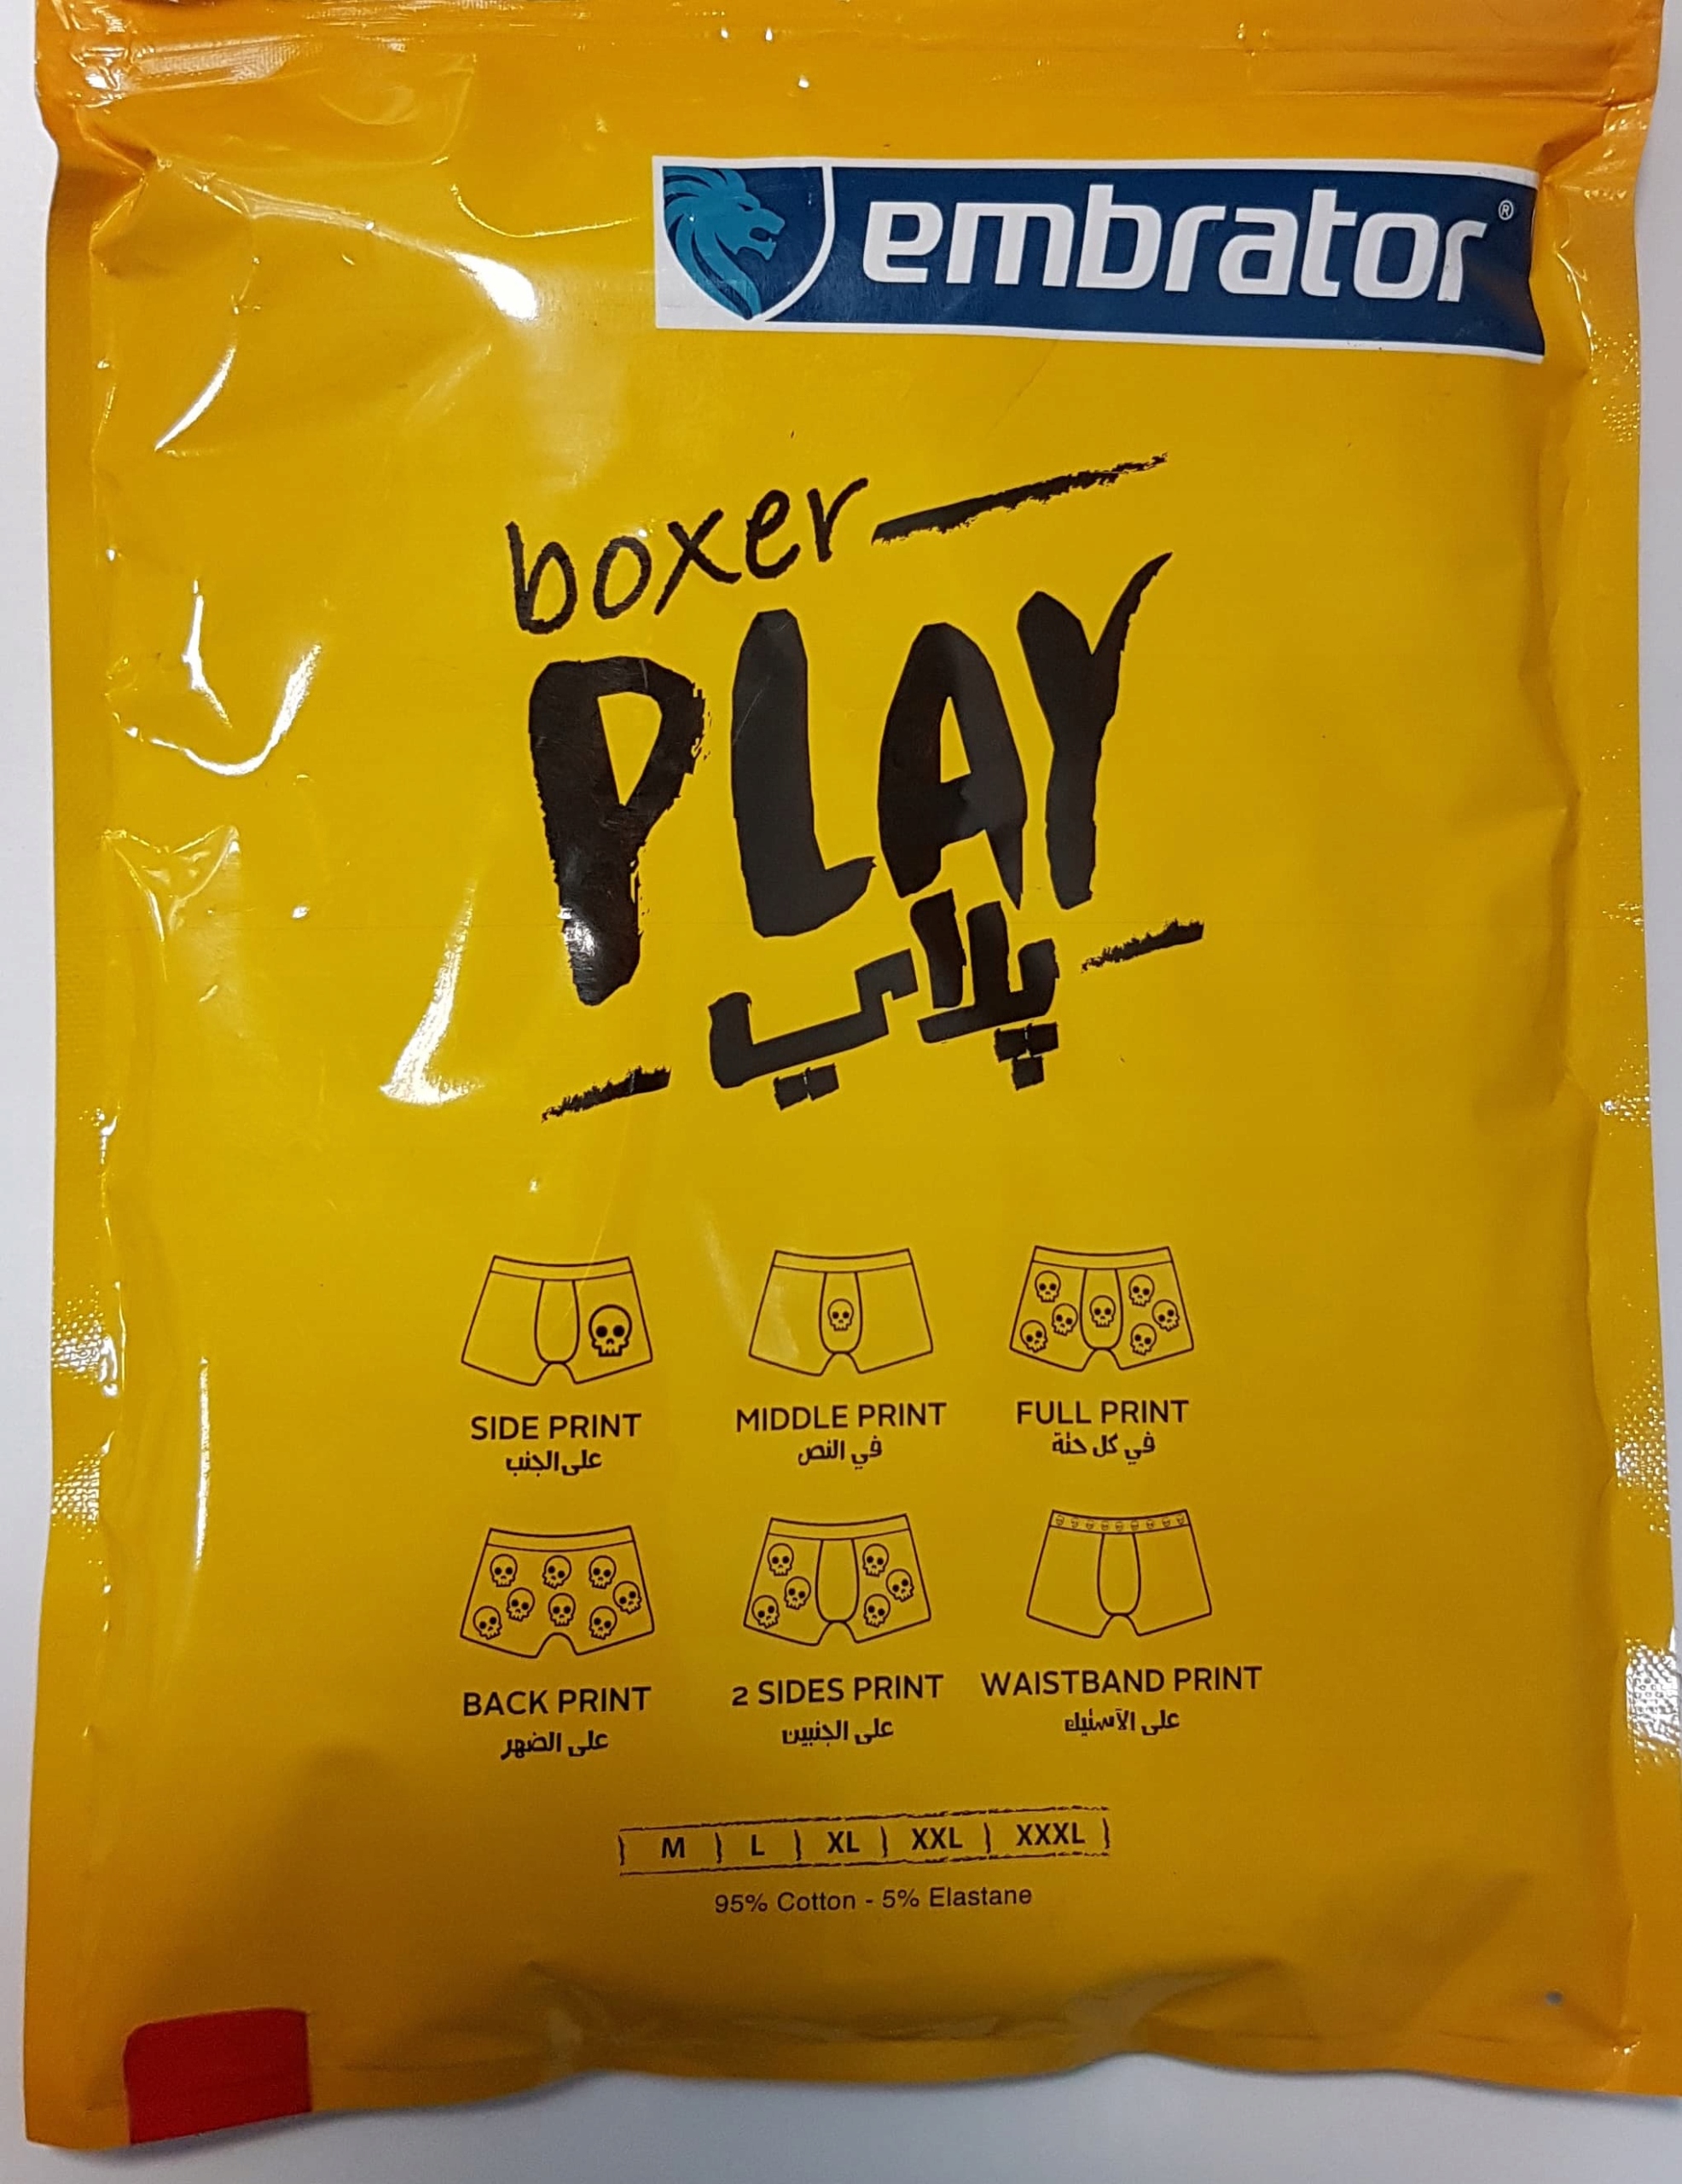 embrator®
boxer
PLAY
پلاي
SIDE PRINT
على الجنب
MIDDLE PRINT
في النص
FULL PRINT
في كل حتة
BACK PRINT
على الضهر
2 SIDES PRINT
على الجنبين
WAISTBAND PRINT
على الآستيك
M L XL XXL XXXL
95% Cotton - 5% Elastane